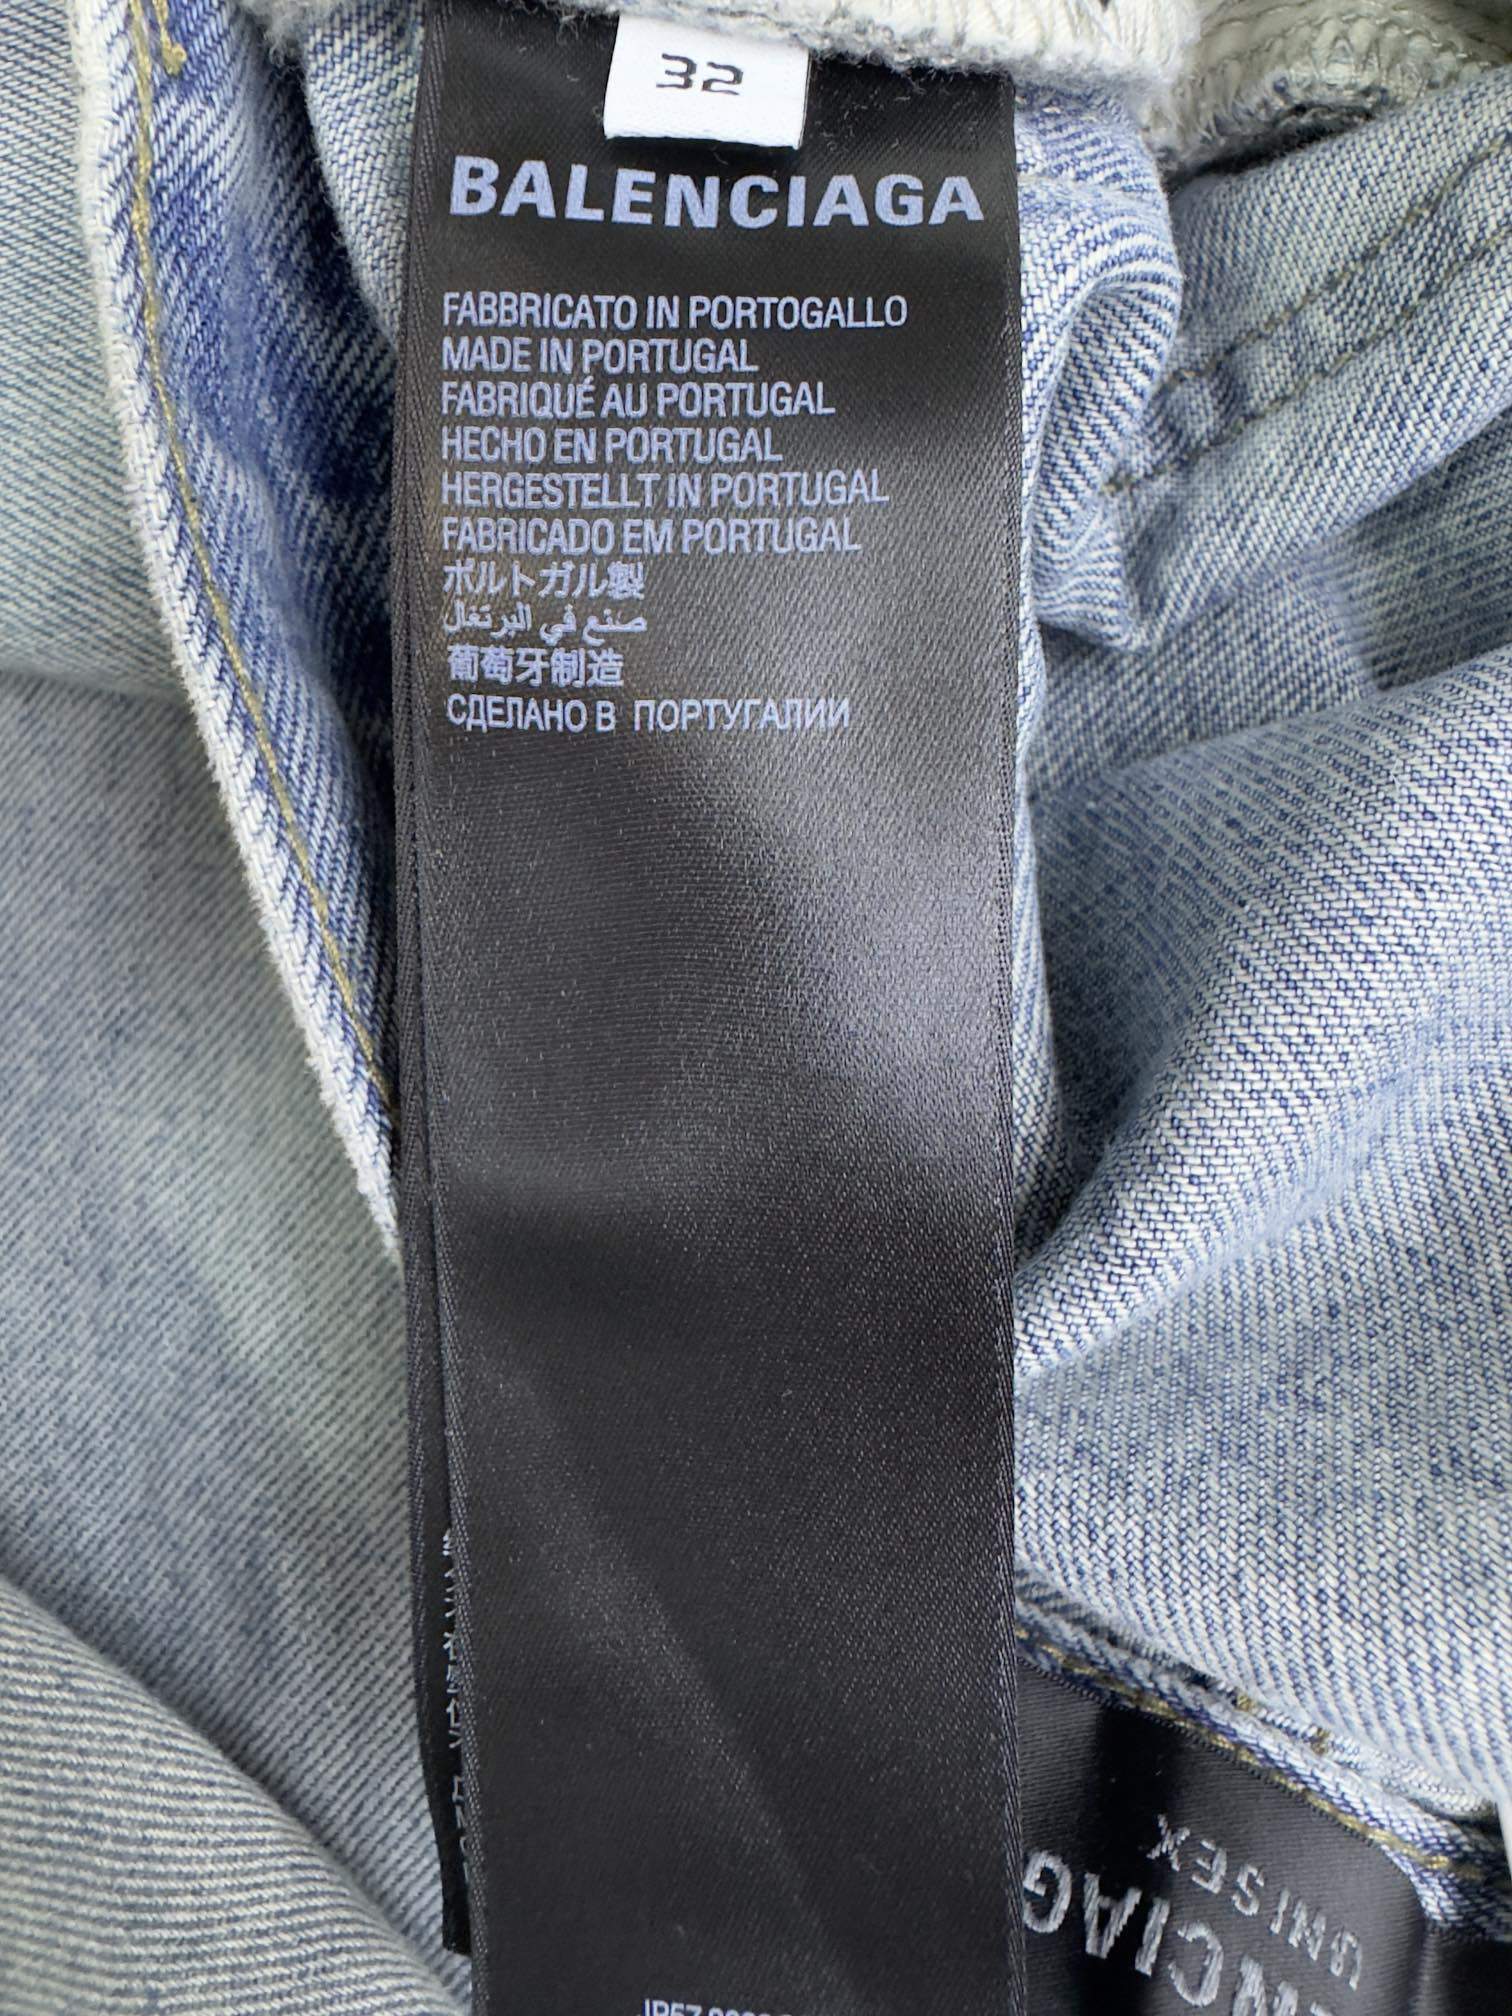 32
BALENCIAGA
FABBRICATO IN PORTOGALLO
MADE IN PORTUGAL
FABRIQUÉ AU PORTUGAL
HECHO EN PORTUGAL
HERGESTELLT IN PORTUGAL
FABRICADO EM PORTUGAL
ポルトガル製
صنع في البرتغال
葡萄牙制造
СДЕЛАНО В ПОРТУГАЛИИ
UNISEX